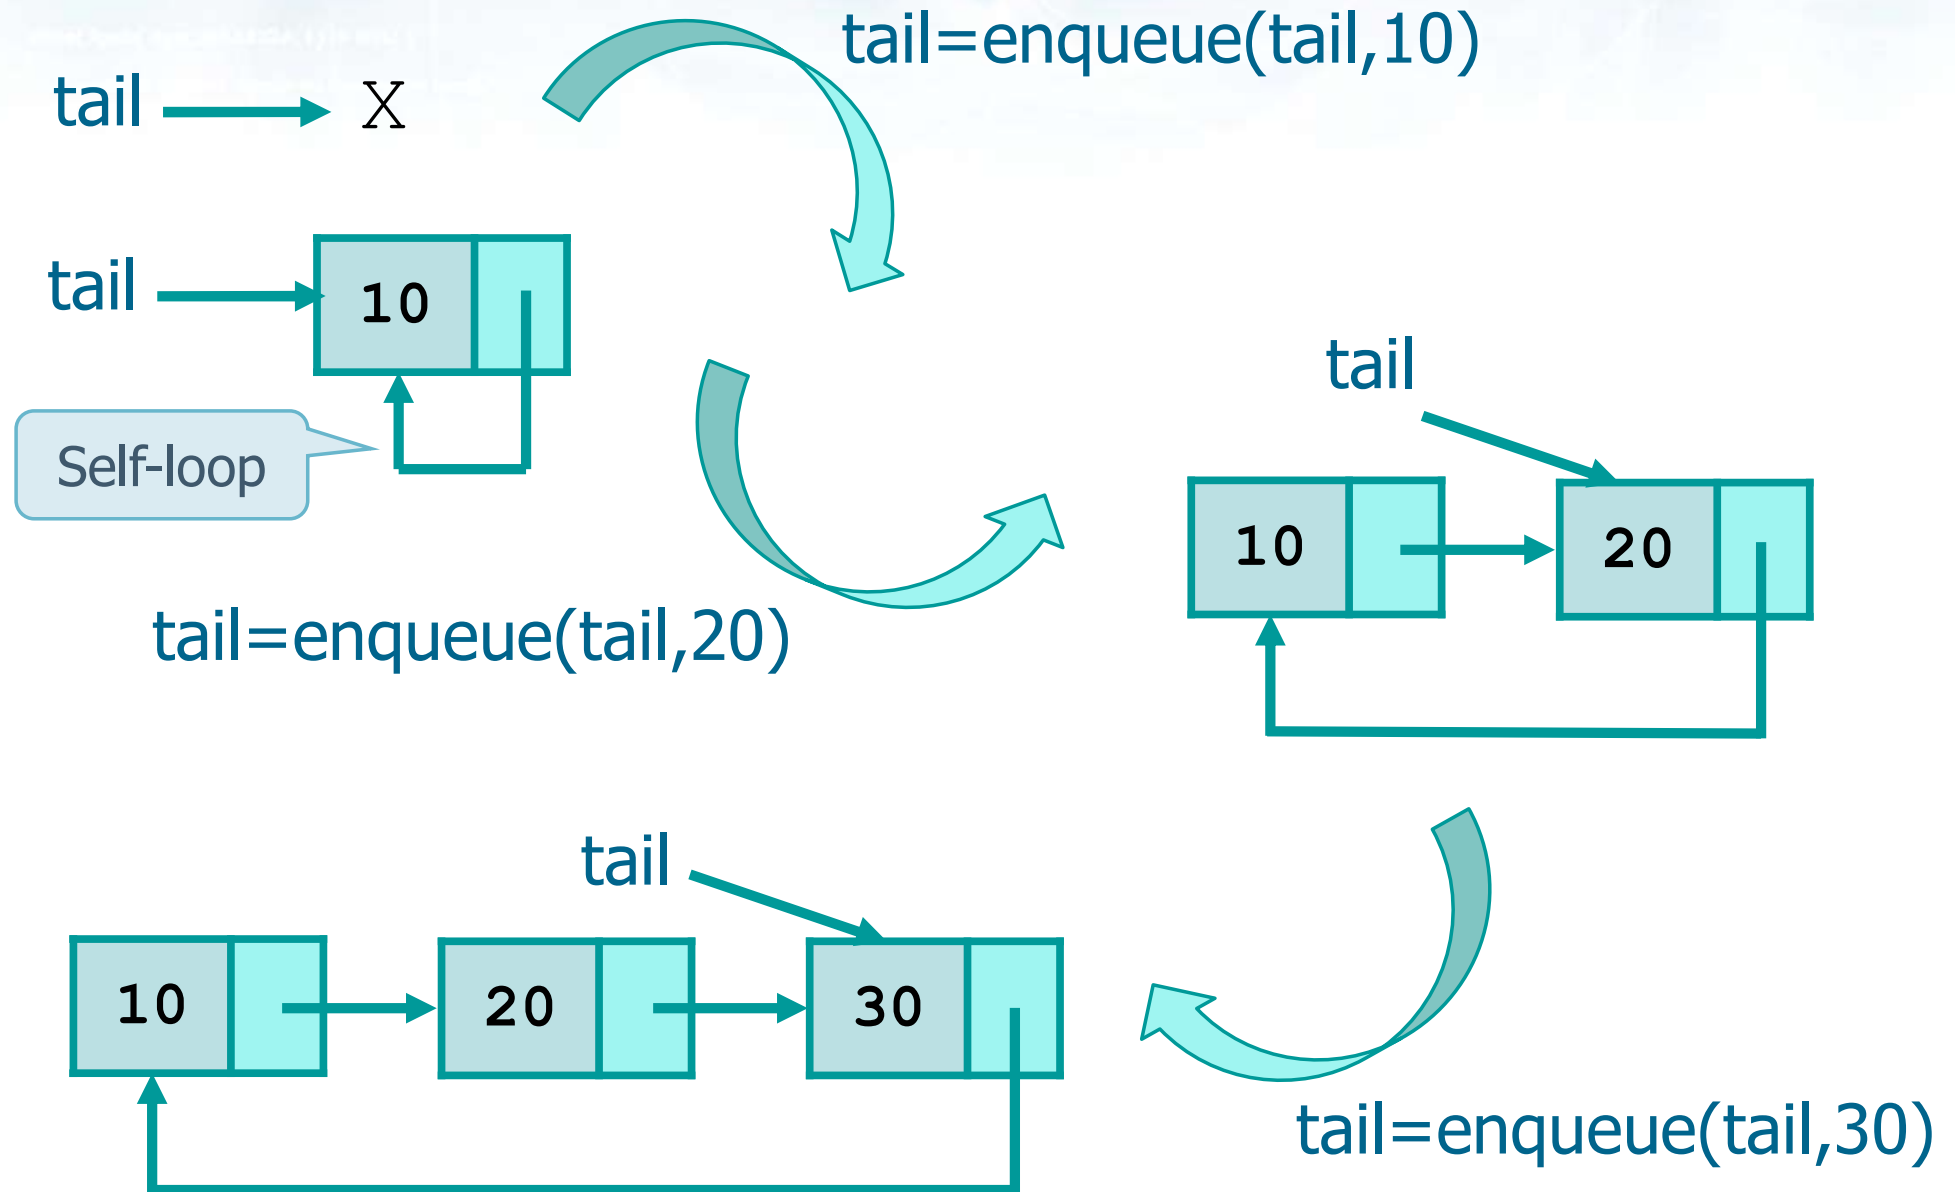 tail=enqueue(tail,10)
tail X
tail 10
Self-loop
tail
10 20
tail=enqueue(tail,20)
tail
10 20 30
tail=enqueue(tail,30)